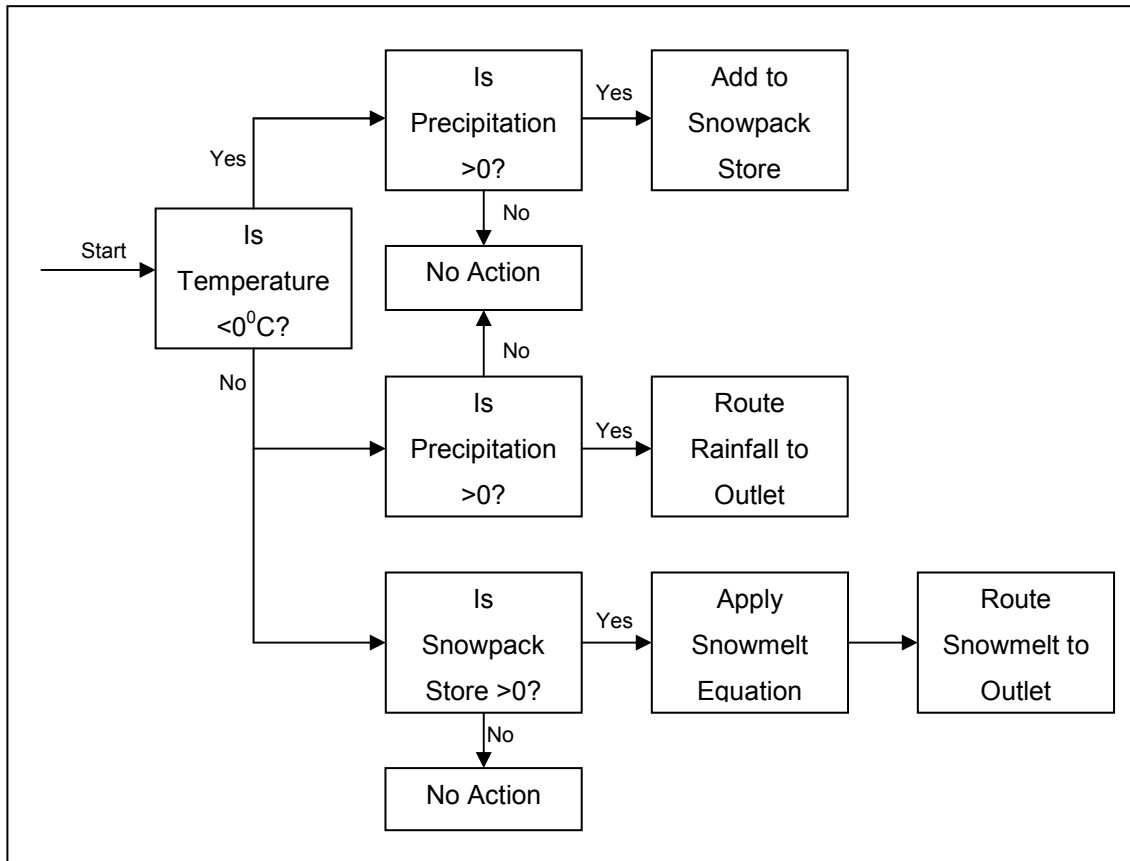 Is
Precipitation
>0?
Yes
Add to
Snowpack
Store
Yes
No
Start
Is
Temperature
<0⁰C?
No Action
No
No
Is
Precipitation
>0?
Yes
Route
Rainfall to
Outlet
Is
Snowpack
Store >0?
Yes
Apply
Snowmelt
Equation
Route
Snowmelt to
Outlet
No
No Action